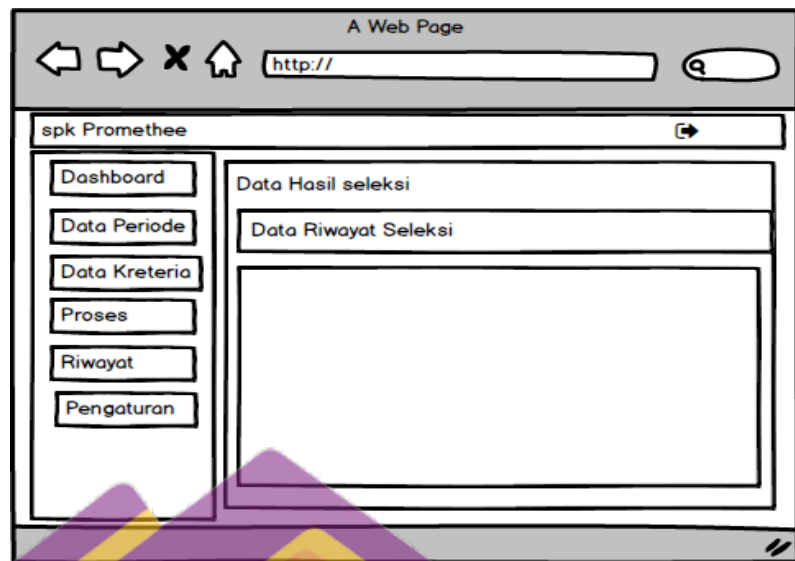 A Web Page
http://
spk Promethee
Dashboard
Data Periode
Data Kreteria
Proses
Riwayat
Pengaturan
Data Hasil seleksi
Data Riwayat Seleksi